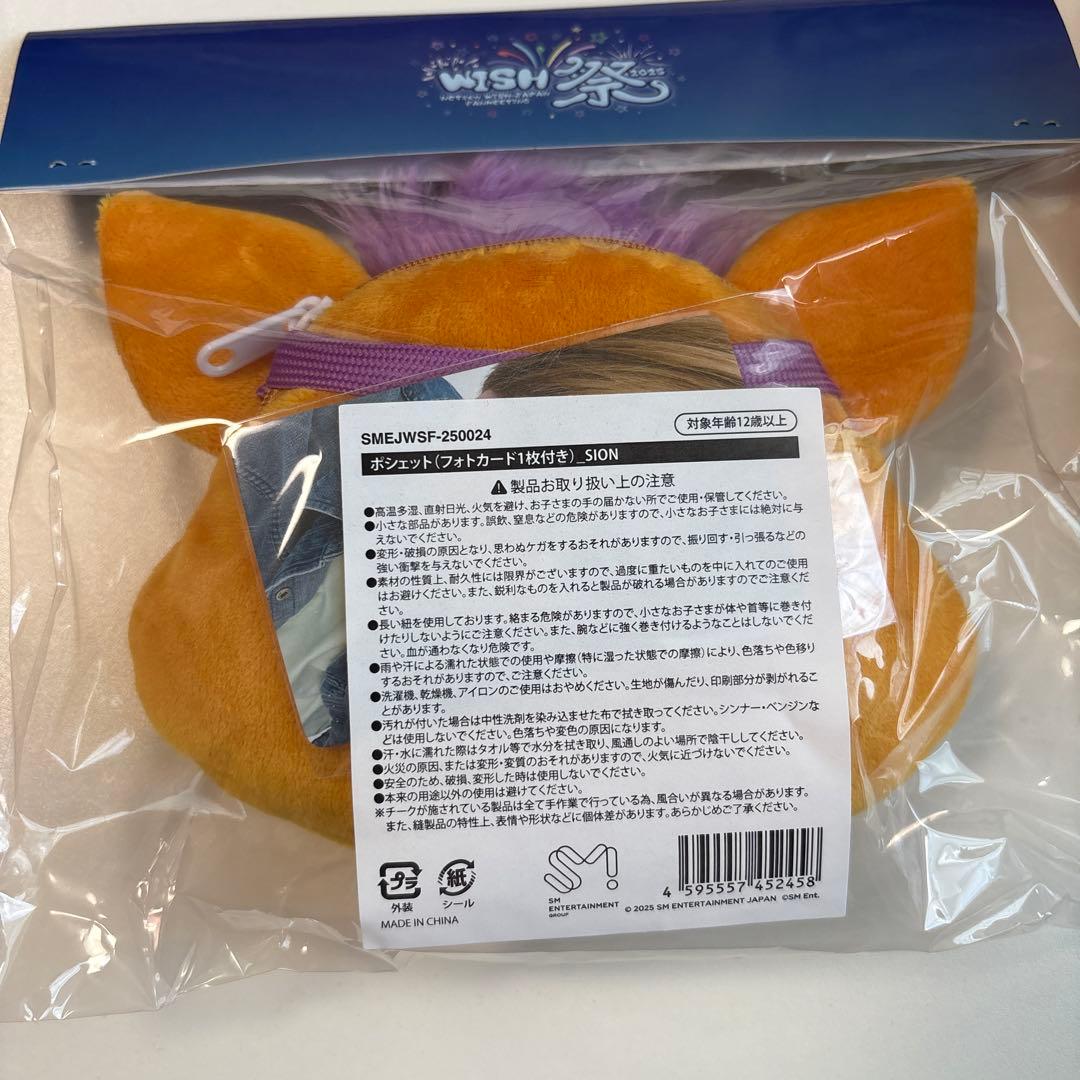 WISH祭 2025
NCT WISH JAPAN
FANMEETING
SMEJWSF-250024
対象年齢12歳以上
ポシェット(フォトカード1枚付き)_SION
製品お取り扱い上の注意
●高温多湿、直射日光、火気を避け、お子さまの手の届かない所でご使用・保管してください。
●小さな部品があります。誤飲、窒息などの危険がありますので、小さなお子さまには絶対に与
えないでください。
●変形・破損の原因となり、思わぬケガをするおそれがありますので、振り回す・引っ張るなどの
強い衝撃を与えないでください。
●素材の性質上、耐久性には限界がございますので、過度に重たいものを中に入れてのご使用
はお避けください。また、鋭利なものを入れると製品が破れる場合がありますのでご注意くだ
さい。
●長い紐を使用しております。絡まる危険がありますので、小さなお子さまが体や首等に巻き付
けたりしないようにご注意ください。また、腕などに強く巻き付けるようなことはしないでくだ
さい。血が通わなくなり危険です。
●雨や汗による濡れた状態での使用や摩擦(特に湿った状態での摩擦)により、色落ちや色移り
するおそれがありますので、ご注意ください。
●洗濯機、乾燥機、アイロンのご使用はおやめください。生地が傷んだり、印刷部分が剥がれるこ
とがあります。
●汚れが付いた場合は中性洗剤を染み込ませた布で拭き取ってください。シンナー・ベンジンな
どは使用しないでください。色落ちや変色の原因になります。
●汗・水に濡れた際はタオル等で水分を拭き取り、風通しのよい場所で陰干ししてください。
●火災の原因、または変形・変質のおそれがありますので、火気に近づけないでください。
●安全のため、破損、変形した時は使用しないでください。
●本来の用途以外の使用は避けてください。
※チークが施されている製品は全て手作業で行っている為、風合いが異なる場合があります。
また、縫製品の特性上、表情や形状などに個体差があります。あらかじめご了承ください。
プラ
外装
紙
シール
MADE IN CHINA
SM
ENTERTAINMENT
GROUP
4 595557 452458
© 2025 SM ENTERTAINMENT JAPAN ©SM Ent.